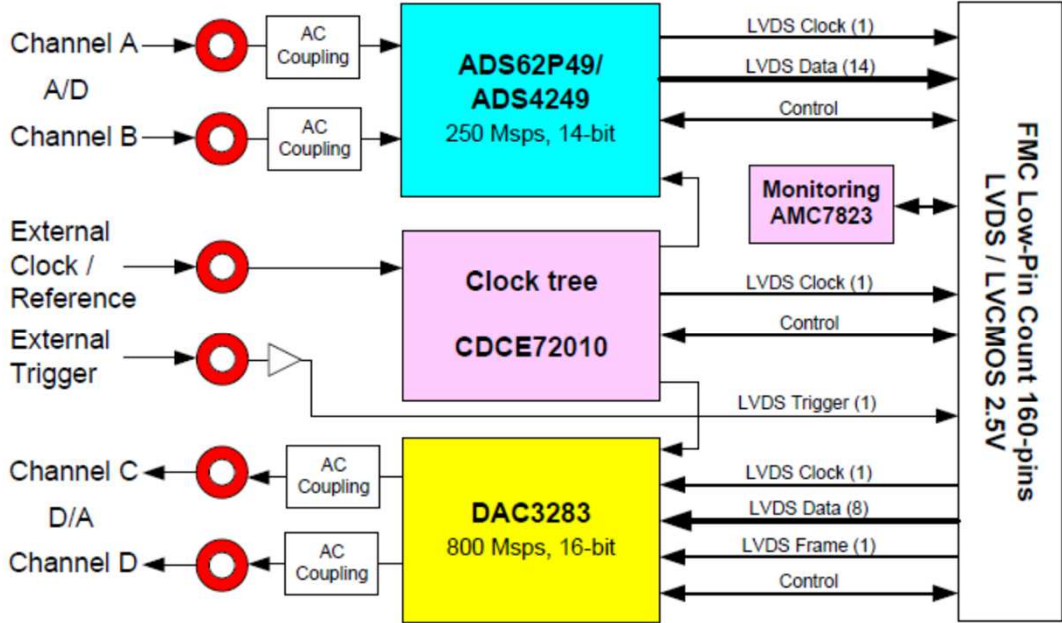 Channel A
A/D
Channel B
AC
Coupling
AC
Coupling
ADS62P49/
ADS4249
250 Msps, 14-bit
LVDS Clock (1)
LVDS Data (14)
Control
Monitoring
AMC7823
External
Clock /
Reference
External
Trigger
Clock tree
CDCE72010
LVDS Clock (1)
Control
LVDS Trigger (1)
Channel C
D/A
Channel D
AC
Coupling
AC
Coupling
DAC3283
800 Msps, 16-bit
LVDS Clock (1)
LVDS Data (8)
LVDS Frame (1)
Control
FMC Low-Pin Count 160-pins
LVDS / LVCMOS 2.5V